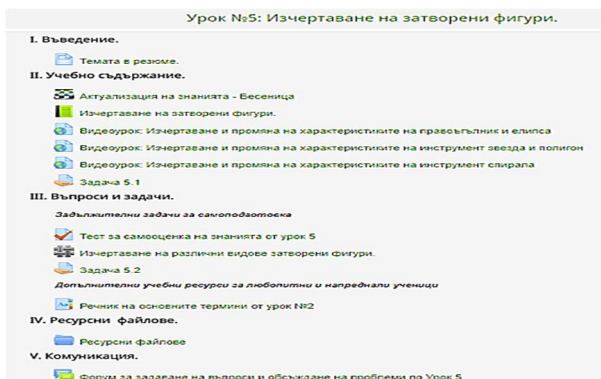 Урок №5: Изчертаване на затворени фигури.
I. Въведение.
Темата в резюме.
II. Учебно съдържание.
Актуализация на знанията - Бесеница
Изчертаване на затворени фигури.
Видеоурок: Изчертаване и промяна на характеристиките на правоъгълник и елипса
Видеоурок: Изчертаване и промяна на характеристиките на инструмент звезда и полигон
Видеоурок: Изчертаване и промяна на характеристиките на инструмент спирала
Задача 5.1
III. Въпроси и задачи.
Задължителни задачи за самоподготовка
Тест за самооценка на знанията от урок 5
Изчертаване на различни видове затворени фигури.
Задача 5.2
Допълнителни учебни ресурси за любопитни и напреднали ученици
Речник на основните термини от урок №2
IV. Ресурсни файлове.
Ресурсни файлове
V. Комуникация.
Форум за задаване на въпроси и обсъждане на проблеми по Урок 5